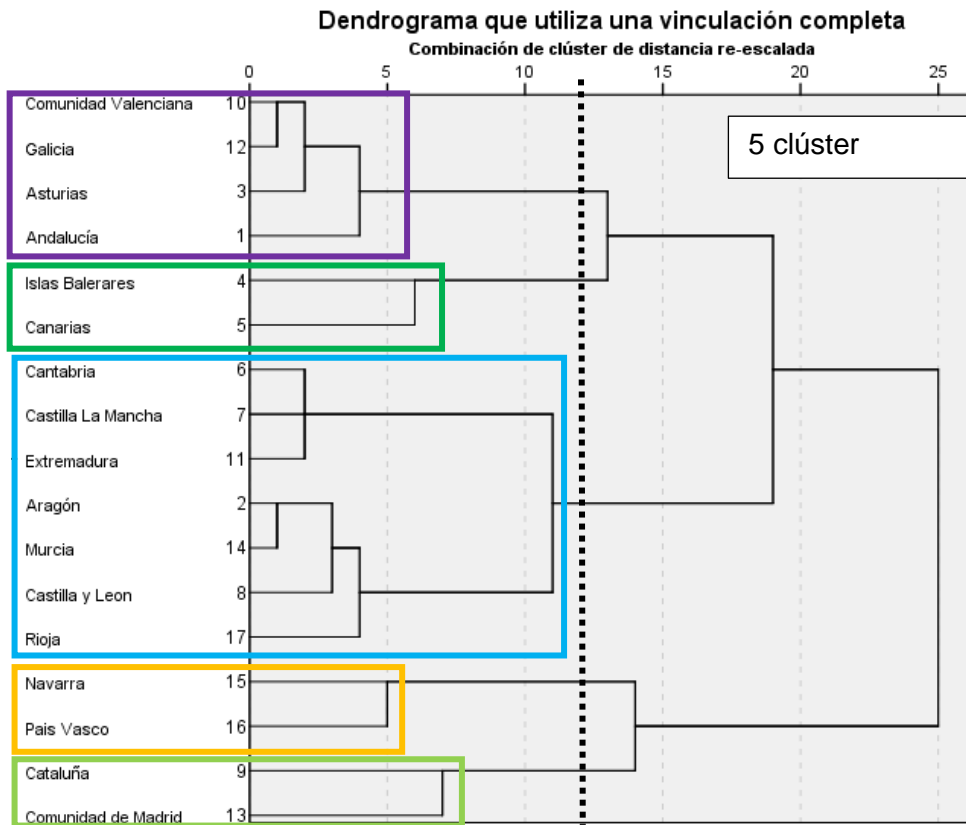 Dendrograma que utiliza una vinculación completa
Combinación de clúster de distancia re-escalada
0 5 10 15 20 25
5 clúster
Comunidad Valenciana 10
Galicia 12
Asturias 3
Andalucía 1
Islas Balerares 4
Canarias 5
Cantabria 6
Castilla La Mancha 7
Extremadura 11
Aragón 2
Murcia 14
Castilla y Leon 8
Rioja 17
Navarra 15
Pais Vasco 16
Cataluña 9
Comunidad de Madrid 13